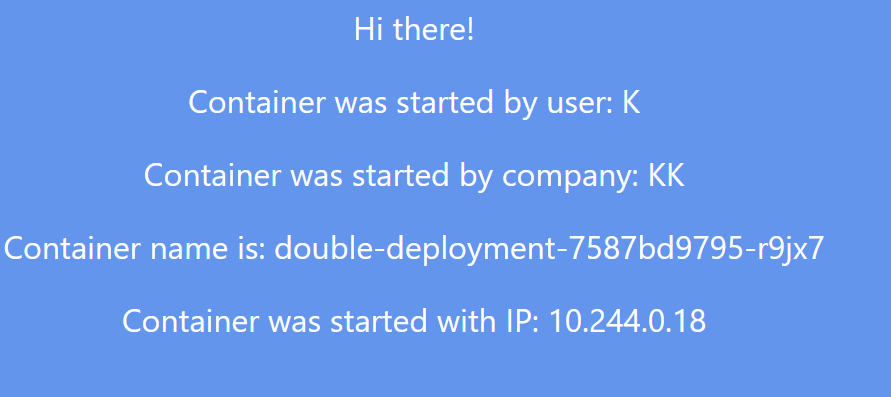 Hi there!
Container was started by user: K
Container was started by company: KK
Container name is: double-deployment-7587bd9795-r9jx7
Container was started with IP: 10.244.0.18